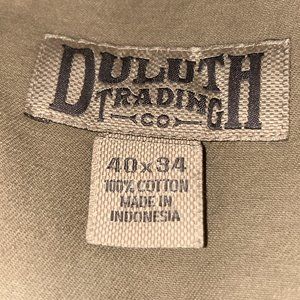 DULUTH
TRADING
CO
40x34
100% COTTON
MADE IN
INDONESIA